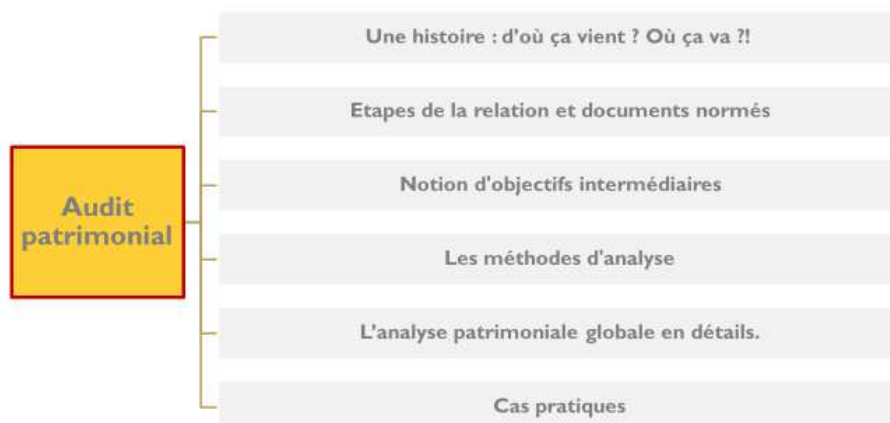 Audit
patrimonial
Une histoire : d'où ça vient ? Où ça va ?!
Etapes de la relation et documents normés
Notion d'objectifs intermédiaires
Les méthodes d'analyse
L'analyse patrimoniale globale en détails.
Cas pratiques